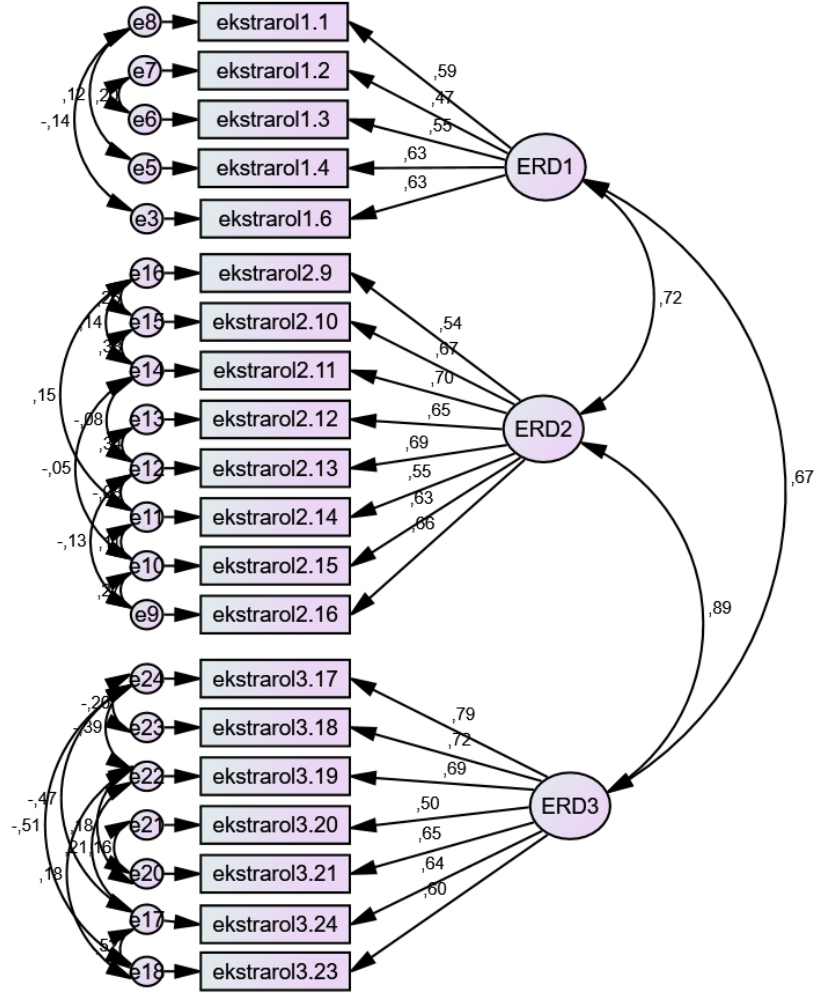 e8 ekstrarol1.1
,59
e7 ekstrarol1.2
,12
,47
-,14
e6 ekstrarol1.3
,55
e5 ekstrarol1.4
,63
ERD1
,63
e3 ekstrarol1.6
e16 ekstrarol2.9
,72
e15 ekstrarol2.10
,14
,54
,67
e14 ekstrarol2.11
,70
,15
e13 ekstrarol2.12
-,08
,65
ERD2
e12 ekstrarol2.13
,69
-,05
,55
,67
e11 ekstrarol2.14
,63
,66
-,13
e10 ekstrarol2.15
e9 ekstrarol2.16
,89
e24 ekstrarol3.17
-,20
,79
e23 ekstrarol3.18
-,39
,72
e22 ekstrarol3.19
,69
-,47
,50
ERD3
-,51
e21 ekstrarol3.20
,18
,65
,21
,16
e20 ekstrarol3.21
,18
,64
,60
e17 ekstrarol3.24
e18 ekstrarol3.23